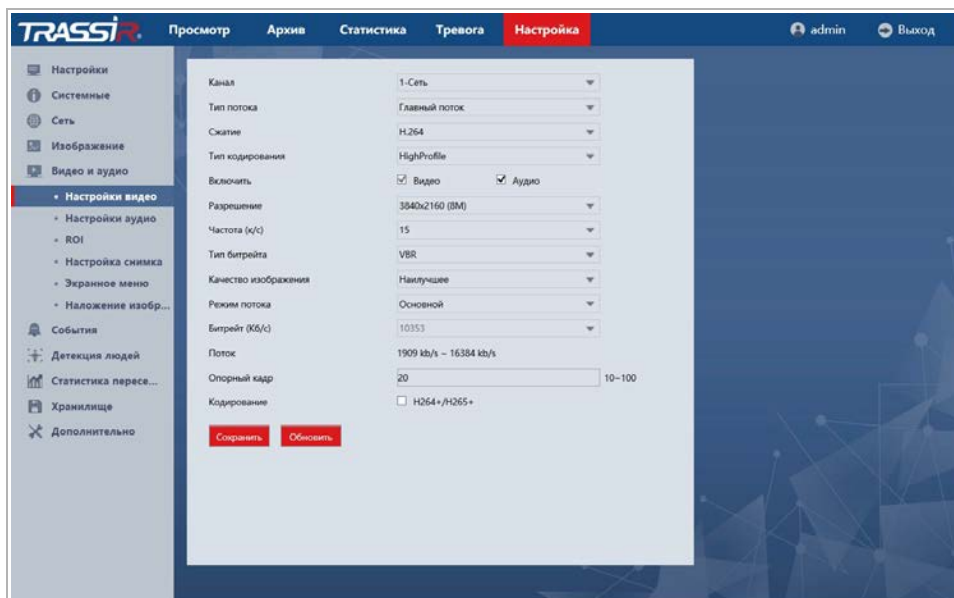 TRASSIR
Просмотр Архив Статистика Тревога Настройка admin Выход
Настройки
Системные
Сеть
Изображение
Видео и аудио
Настройки видео
Настройки аудио
ROI
Настройка снимка
Экранное меню
Наложение изобр...
События
Детекция людей
Статистика пересе...
Хранилище
Дополнительно
Канал 1-Сеть
Тип потока Главный поток
Сжатие H.264
Тип кодирования HighProfile
Включить Видео Аудио
Разрешение 3840x2160 (8M)
Частота (к/с) 15
Тип битрейта VBR
Качество изображения Наилучшее
Режим потока Основной
Битрейт (Кб/с) 10353
Поток 1909 kb/s ~ 16384 kb/s
Опорный кадр 20 10~100
Кодирование H264+/H265+
Сохранить Обновить